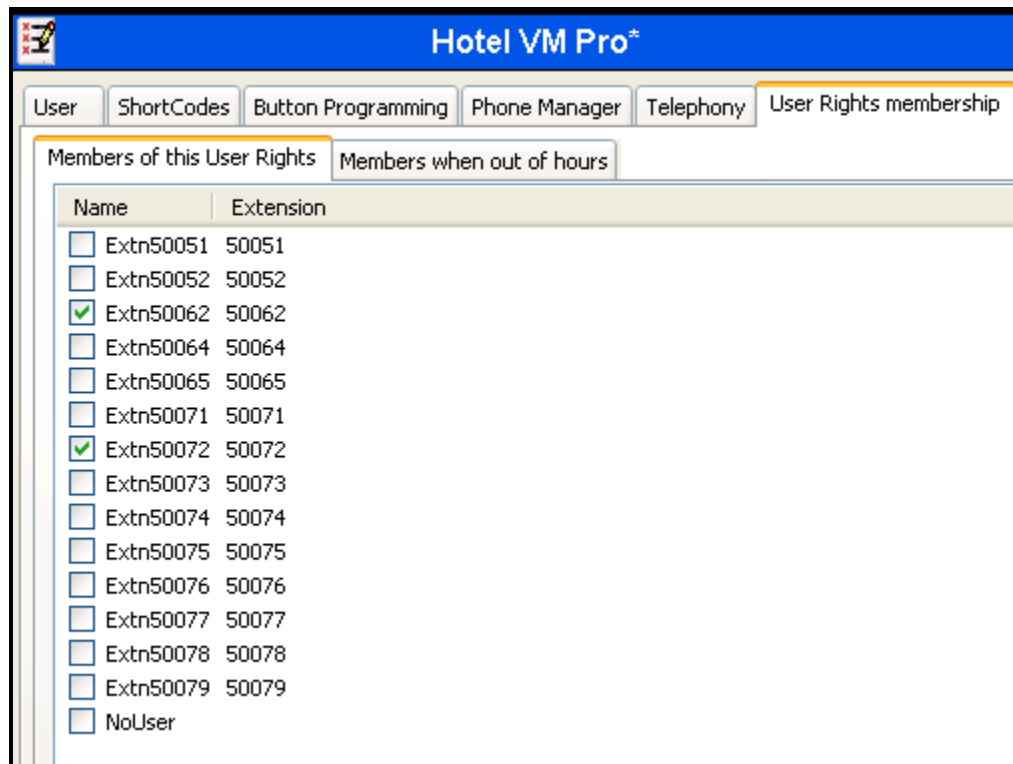 Hotel VM Pro*
User ShortCodes Button Programming Phone Manager Telephony User Rights membership
Members of this User Rights Members when out of hours
Name Extension
Extn50051 50051
Extn50052 50052
Extn50062 50062
Extn50064 50064
Extn50065 50065
Extn50071 50071
Extn50072 50072
Extn50073 50073
Extn50074 50074
Extn50075 50075
Extn50076 50076
Extn50077 50077
Extn50078 50078
Extn50079 50079
NoUser